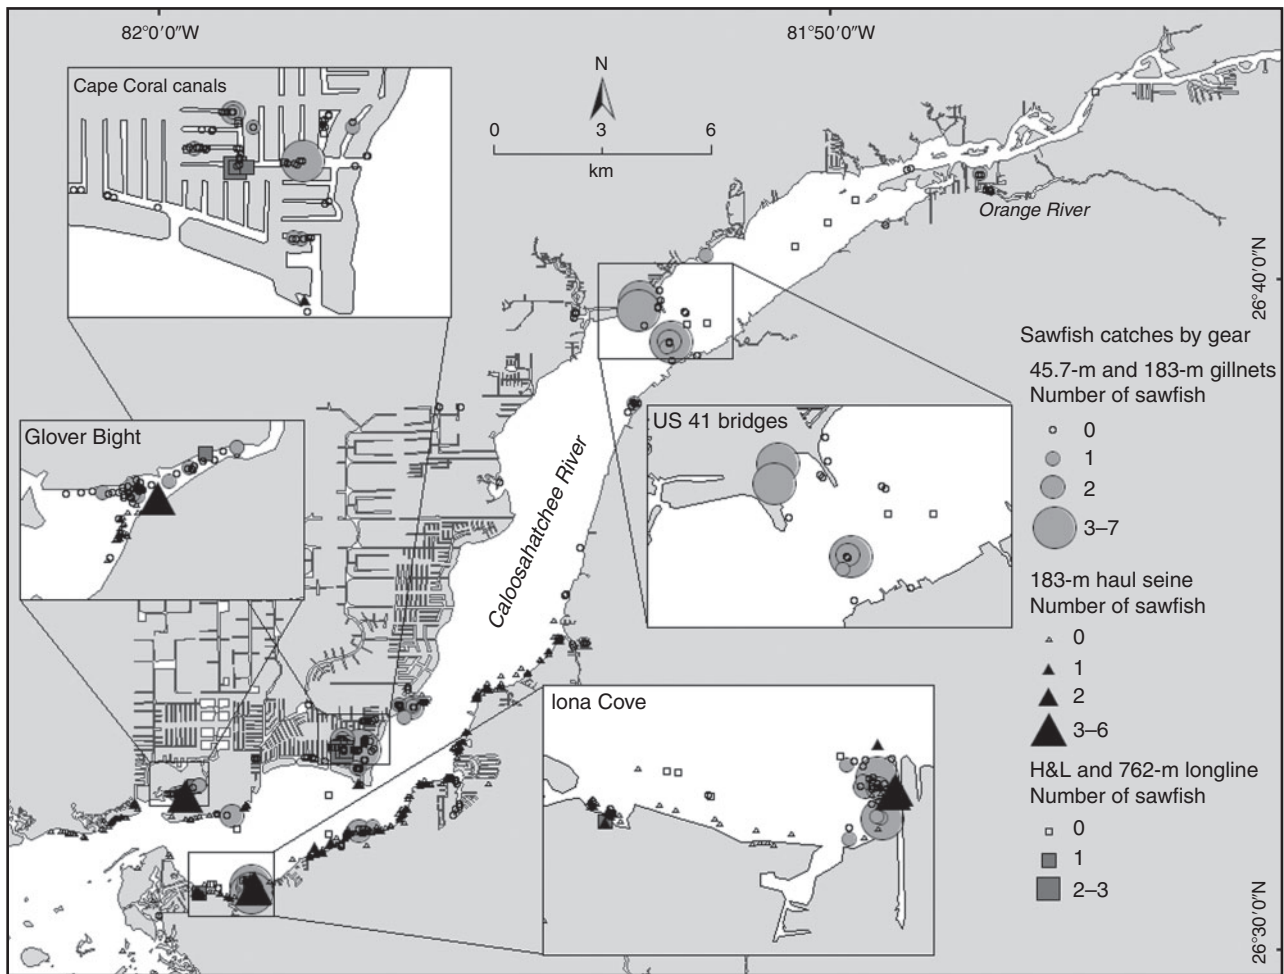 82°0′0″W
81°50′0″W
Cape Coral canals
N
0 3 6
km
Orange River
26°40′0″N
Sawfish catches by gear
45.7-m and 183-m gillnets
Number of sawfish
0
1
2
3–7
Glover Bight
US 41 bridges
Caloosahatchee River
183-m haul seine
Number of sawfish
0
1
2
3–6
Iona Cove
H&L and 762-m longline
Number of sawfish
0
1
2–3
26°30′0″N